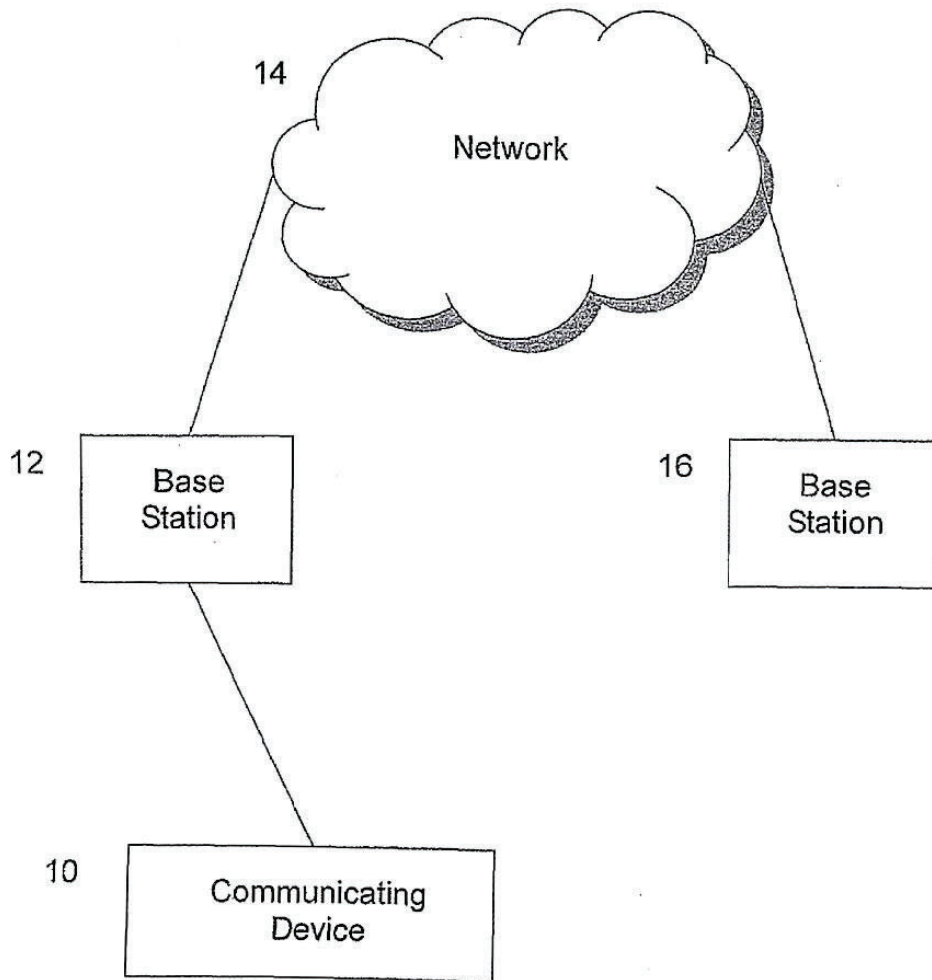 14
Network
12
Base
Station
16
Base
Station
10
Communicating
Device